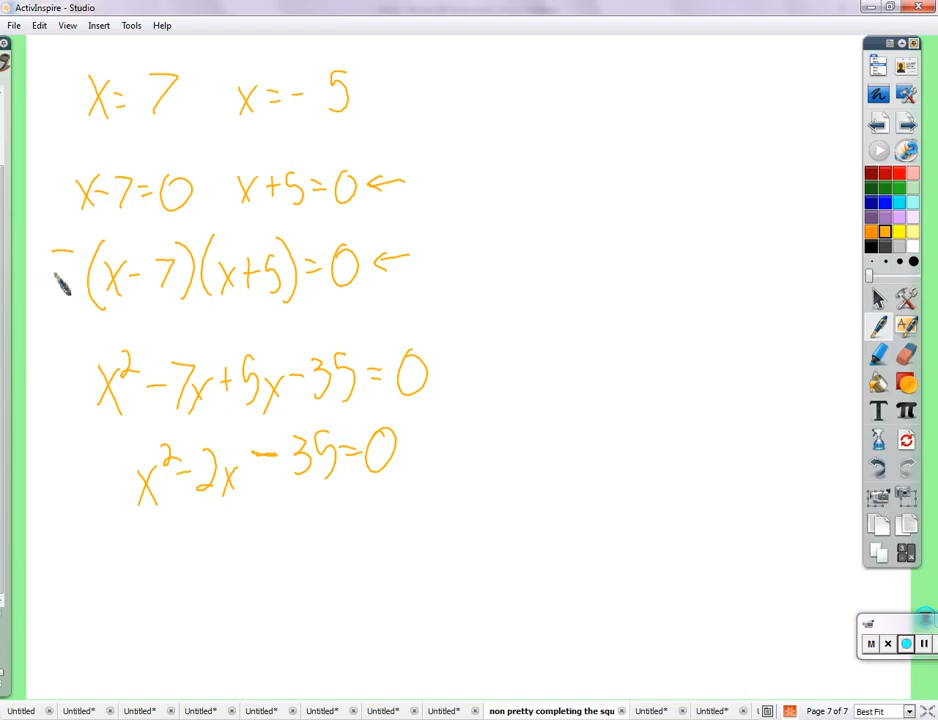 ActivInspire - Studio
File Edit View Insert Tools Help
x = 7 x = - 5
x - 7 = 0 x + 5 = 0 ←
- (x - 7)(x + 5) = 0 ←
x² - 7x + 5x - 35 = 0
x² - 2x - 35 = 0
M
Untitled Untitled* Untitled* Untitled* Untitled* Untitled* Untitled* Untitled* non pretty completing the squ Untitled* Untitled* Page 7 of 7 Best Fit